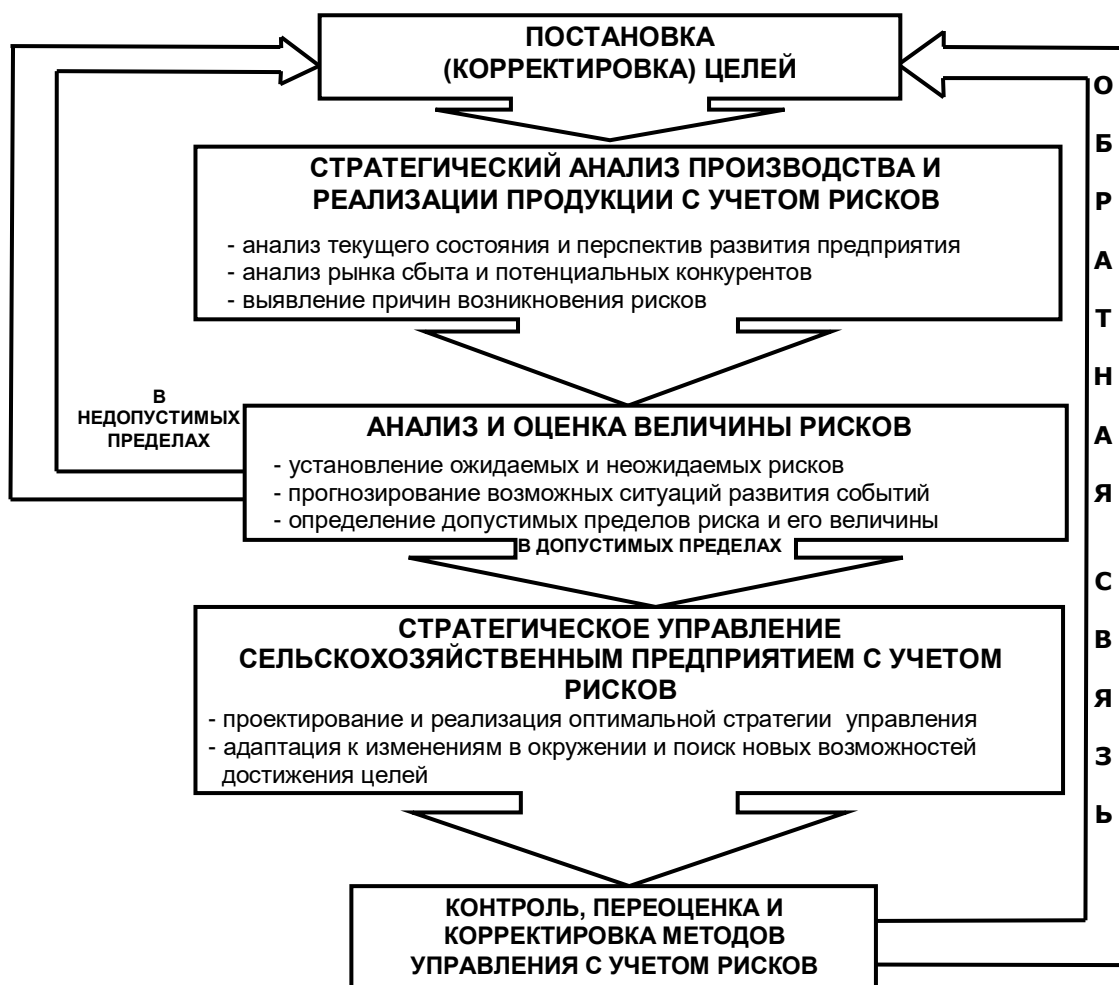 ПОСТАНОВКА
(КОРРЕКТИРОВКА) ЦЕЛЕЙ
СТРАТЕГИЧЕСКИЙ АНАЛИЗ ПРОИЗВОДСТВА И
РЕАЛИЗАЦИИ ПРОДУКЦИИ С УЧЕТОМ РИСКОВ
- анализ текущего состояния и перспектив развития предприятия
- анализ рынка сбыта и потенциальных конкурентов
- выявление причин возникновения рисков
В
НЕДОПУСТИМЫХ
ПРЕДЕЛАХ
АНАЛИЗ И ОЦЕНКА ВЕЛИЧИНЫ РИСКОВ
- установление ожидаемых и неожидаемых рисков
- прогнозирование возможных ситуаций развития событий
- определение допустимых пределов риска и его величины
В ДОПУСТИМЫХ ПРЕДЕЛАХ
СТРАТЕГИЧЕСКОЕ УПРАВЛЕНИЕ
СЕЛЬСКОХОЗЯЙСТВЕННЫМ ПРЕДПРИЯТИЕМ С УЧЕТОМ
РИСКОВ
- проектирование и реализация оптимальной стратегии управления
- адаптация к изменениям в окружении и поиск новых возможностей
достижения целей
КОНТРОЛЬ, ПЕРЕОЦЕНКА И
КОРРЕКТИРОВКА МЕТОДОВ
УПРАВЛЕНИЯ С УЧЕТОМ РИСКОВ
ОБРАТНАЯ СВЯЗЬ